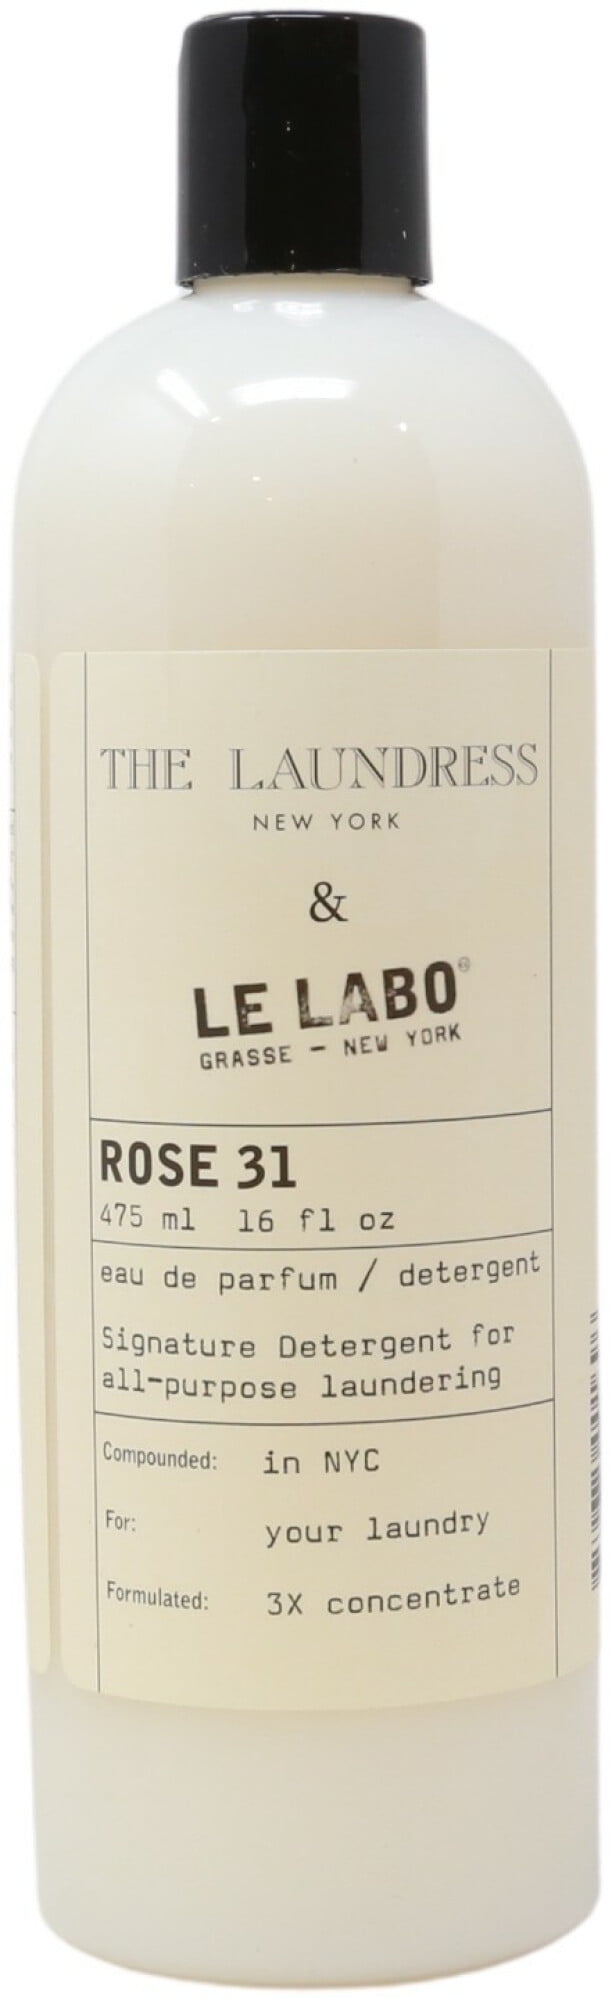 THE LAUNDRESS
NEW YORK
&
LE LABO
GRASSE — NEW YORK
ROSE 31
475 ml 16 fl oz
eau de parfum / detergent
Signature Detergent for
all-purpose laundering
Compounded: in NYC
For: your laundry
Formulated: 3X concentrate